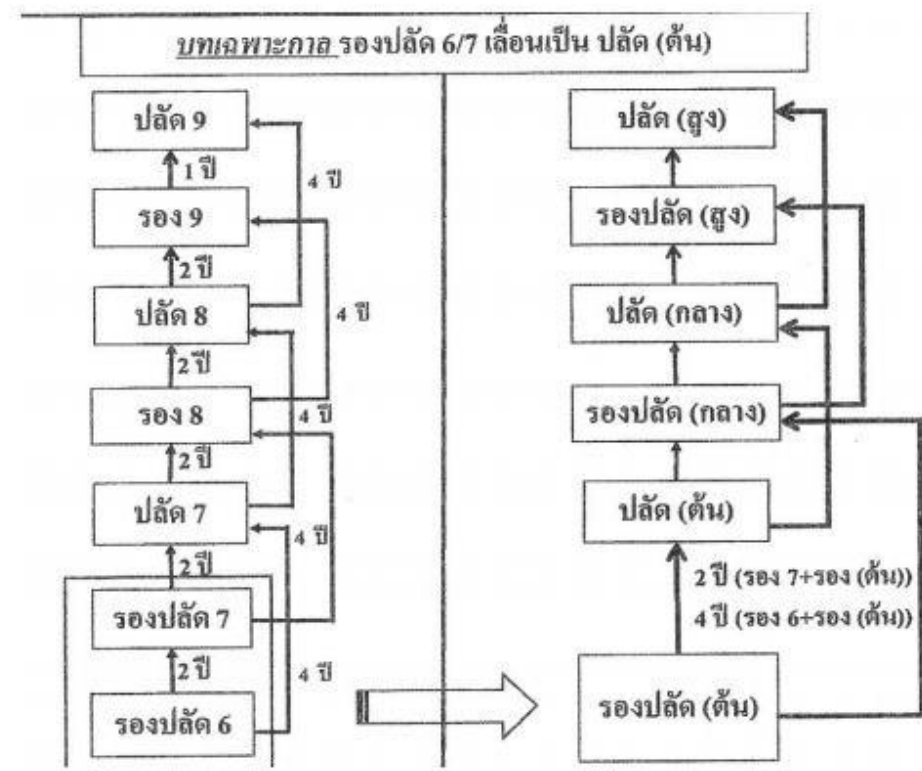 บทเฉพาะกาล รองปลัด 6/7 เลื่อนเป็น ปลัด (ต้น)
ปลัด 9
1 ปี
4 ปี
รอง 9
2 ปี
ปลัด 8
4 ปี
2 ปี
รอง 8
4 ปี
2 ปี
ปลัด 7
4 ปี
2 ปี
รองปลัด 7
2 ปี
4 ปี
รองปลัด 6
ปลัด (สูง)
รองปลัด (สูง)
ปลัด (กลาง)
รองปลัด (กลาง)
ปลัด (ต้น)
2 ปี (รอง 7+รอง (ต้น))
4 ปี (รอง 6+รอง (ต้น))
รองปลัด (ต้น)